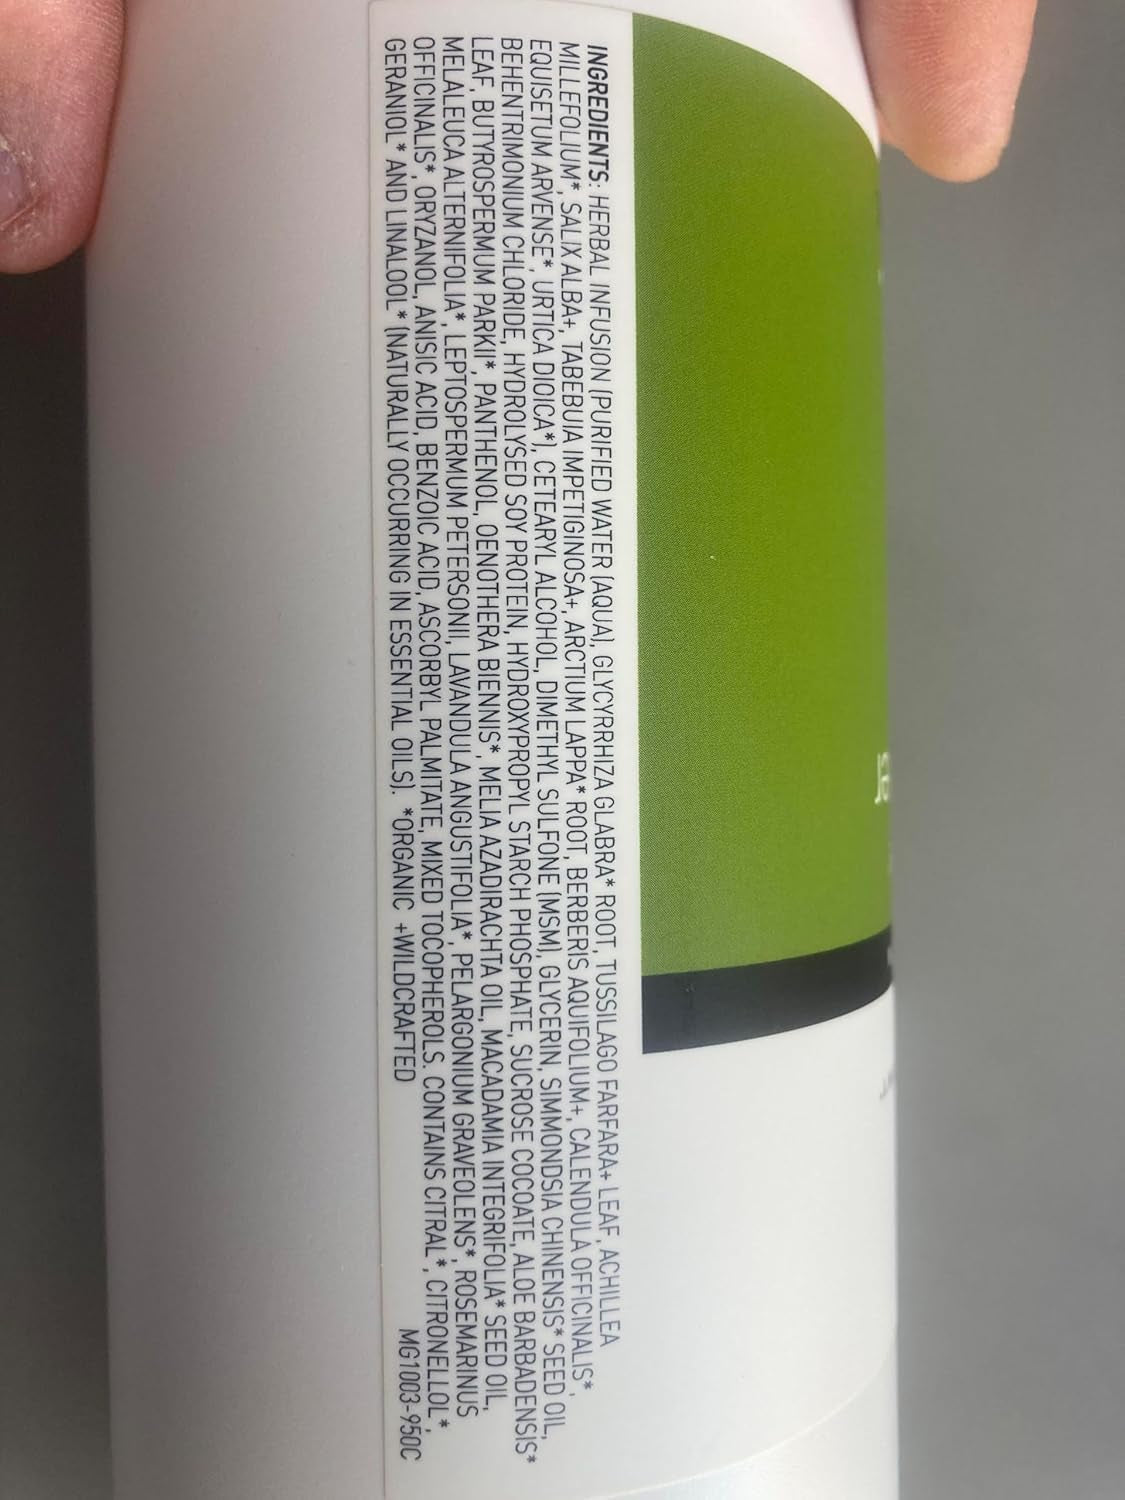 INGREDIENTS: HERBAL INFUSION (PURIFIED WATER (AQUA), GLYCYRRHIZA GLABRA* ROOT, TUSSILAGO FARFARA+ LEAF, ACHILLEA
MILLEFOLIUM*, SALIX ALBA+, TABEBUIA IMPETIGINOSA+, ARCTIUM LAPPA* ROOT, BERBERIS AQUIFOLIUM+, CALENDULA OFFICINALIS*,
EQUISETUM ARVENSE*, URTICA DIOICA*), CETEARYL ALCOHOL, DIMETHYL SULFONE (MSM), GLYCERIN, SIMMONDSIA CHINENSIS* SEED OIL,
BEHENTRIMONIUM CHLORIDE, HYDROLYSED SOY PROTEIN, HYDROXYPROPYL STARCH PHOSPHATE, SUCROSE COCOATE, ALOE BARBADENSIS*
LEAF, BUTYROSPERMUM PARKII*, PANTHENOL, OENOTHERA BIENNIS*, MELIA AZADIRACHTA OIL, MACADAMIA INTEGRIFOLIA* SEED OIL,
MELALEUCA ALTERNIFOLIA*, LEPTOSPERMUM PETERSONII, LAVANDULA ANGUSTIFOLIA*, PELARGONIUM GRAVEOLENS*, ROSEMARINUS
OFFICINALIS*, ORYZANOL, ANISIC ACID, BENZOIC ACID, ASCORBYL PALMITATE, MIXED TOCOPHEROLS. CONTAINS CITRAL*, CITRONELLOL*,
GERANIOL* AND LINALOOL* (NATURALLY OCCURRING IN ESSENTIAL OILS). *ORGANIC +WILDCRAFTED
MG1003-950C